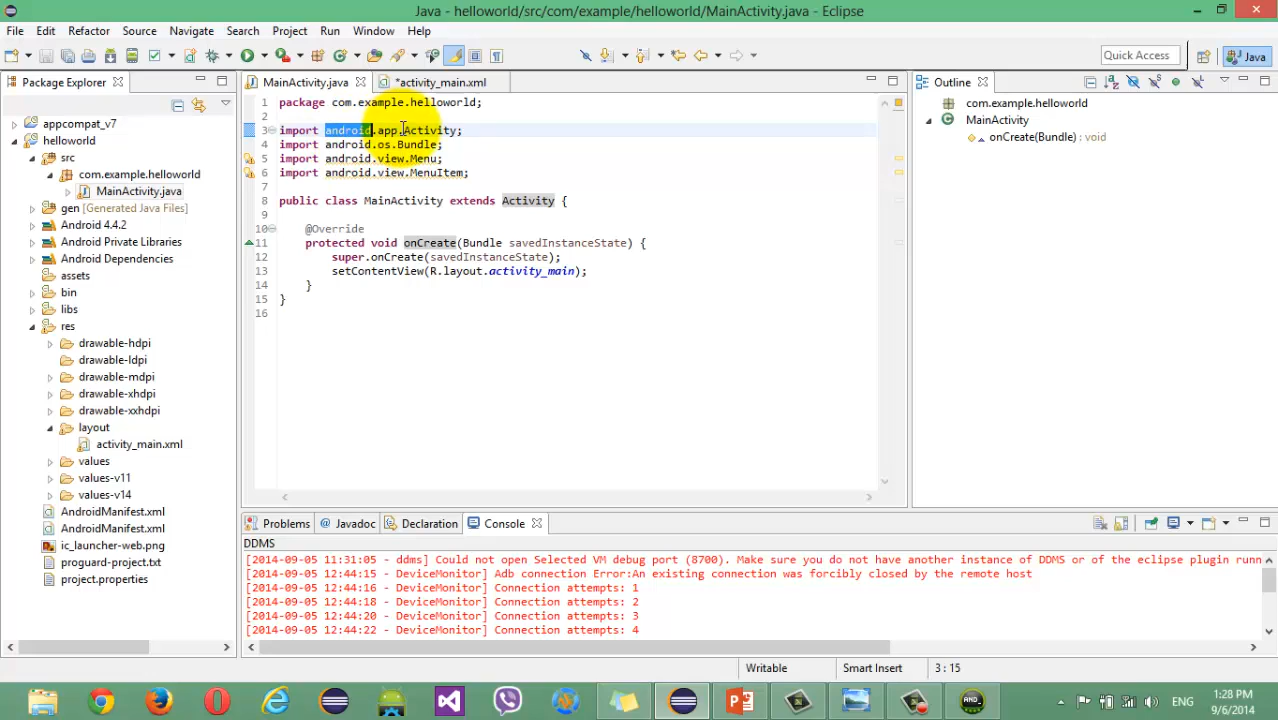 Java - helloworld/src/com/example/helloworld/MainActivity.java - Eclipse
File Edit Refactor Source Navigate Search Project Run Window Help
Quick Access
Java
Package Explorer
appcompat_v7
helloworld
src
com.example.helloworld
MainActivity.java
gen [Generated Java Files]
Android 4.4.2
Android Private Libraries
Android Dependencies
assets
bin
libs
res
drawable-hdpi
drawable-ldpi
drawable-mdpi
drawable-xhdpi
drawable-xxhdpi
layout
activity_main.xml
values
values-v11
values-v14
AndroidManifest.xml
AndroidManifest.xml
ic_launcher-web.png
proguard-project.txt
project.properties
MainActivity.java *activity_main.xml
1 package com.example.helloworld;
2
3 import android.app.Activity;
4 import android.os.Bundle;
5 import android.view.Menu;
6 import android.view.MenuItem;
7
8 public class MainActivity extends Activity {
9
10 @Override
11 protected void onCreate(Bundle savedInstanceState) {
12 super.onCreate(savedInstanceState);
13 setContentView(R.layout.activity_main);
14 }
15 }
16
Outline
com.example.helloworld
MainActivity
onCreate(Bundle) : void
Problems @ Javadoc Declaration Console
DDMS
[2014-09-05 11:31:05 - ddms] Could not open Selected VM debug port (8700). Make sure you do not have another instance of DDMS or of the eclipse plugin runn
[2014-09-05 12:44:15 - DeviceMonitor] Adb connection Error:An existing connection was forcibly closed by the remote host
[2014-09-05 12:44:16 - DeviceMonitor] Connection attempts: 1
[2014-09-05 12:44:18 - DeviceMonitor] Connection attempts: 2
[2014-09-05 12:44:20 - DeviceMonitor] Connection attempts: 3
[2014-09-05 12:44:22 - DeviceMonitor] Connection attempts: 4
Writable Smart Insert 3 : 15
ENG
1:28 PM
9/6/2014